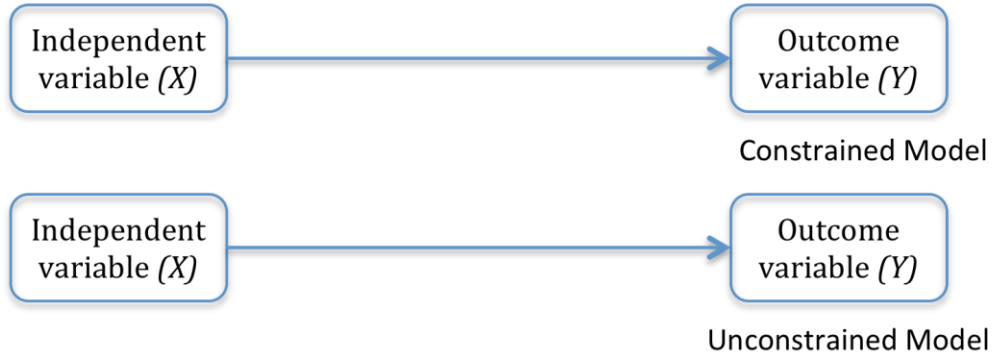 Independent
variable (X)
Outcome
variable (Y)
Constrained Model
Independent
variable (X)
Outcome
variable (Y)
Unconstrained Model